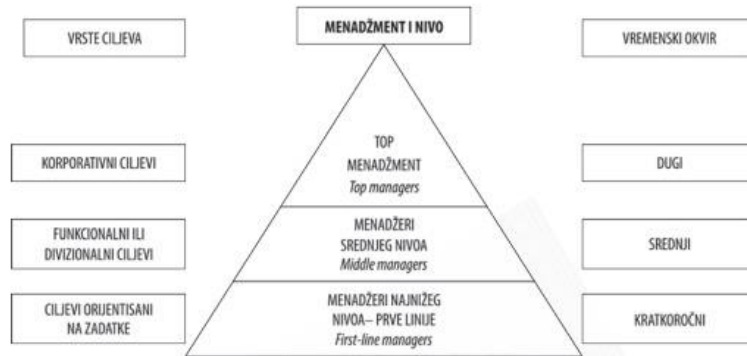 VRSTE CILJEVA
MENADŽMENT I NIVO
VREMENSKI OKVIR
KORPORATIVNI CILJEVI
TOP
MENADŽMENT
Top managers
DUGI
FUNKCIONALNI ILI
DIVIZIONALNI CILJEVI
MENADŽERI
SREDNJEG NIVOA
Middle managers
SREDNJI
CILJEVI ORIJENTISANI
NA ZADATKE
MENADŽERI NAJNIŽEG
NIVOA– PRVE LINIJE
First-line managers
KRATKOROČNI